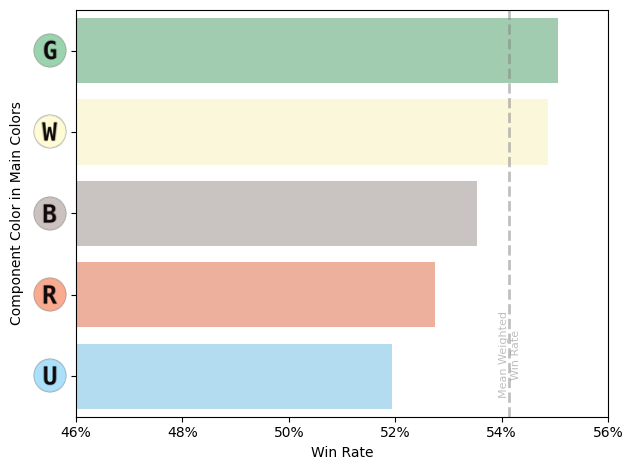 Component Color in Main Colors
G
W
B
R
U
Mean Weighted
Win Rate
46%
48%
50%
52%
54%
56%
Win Rate